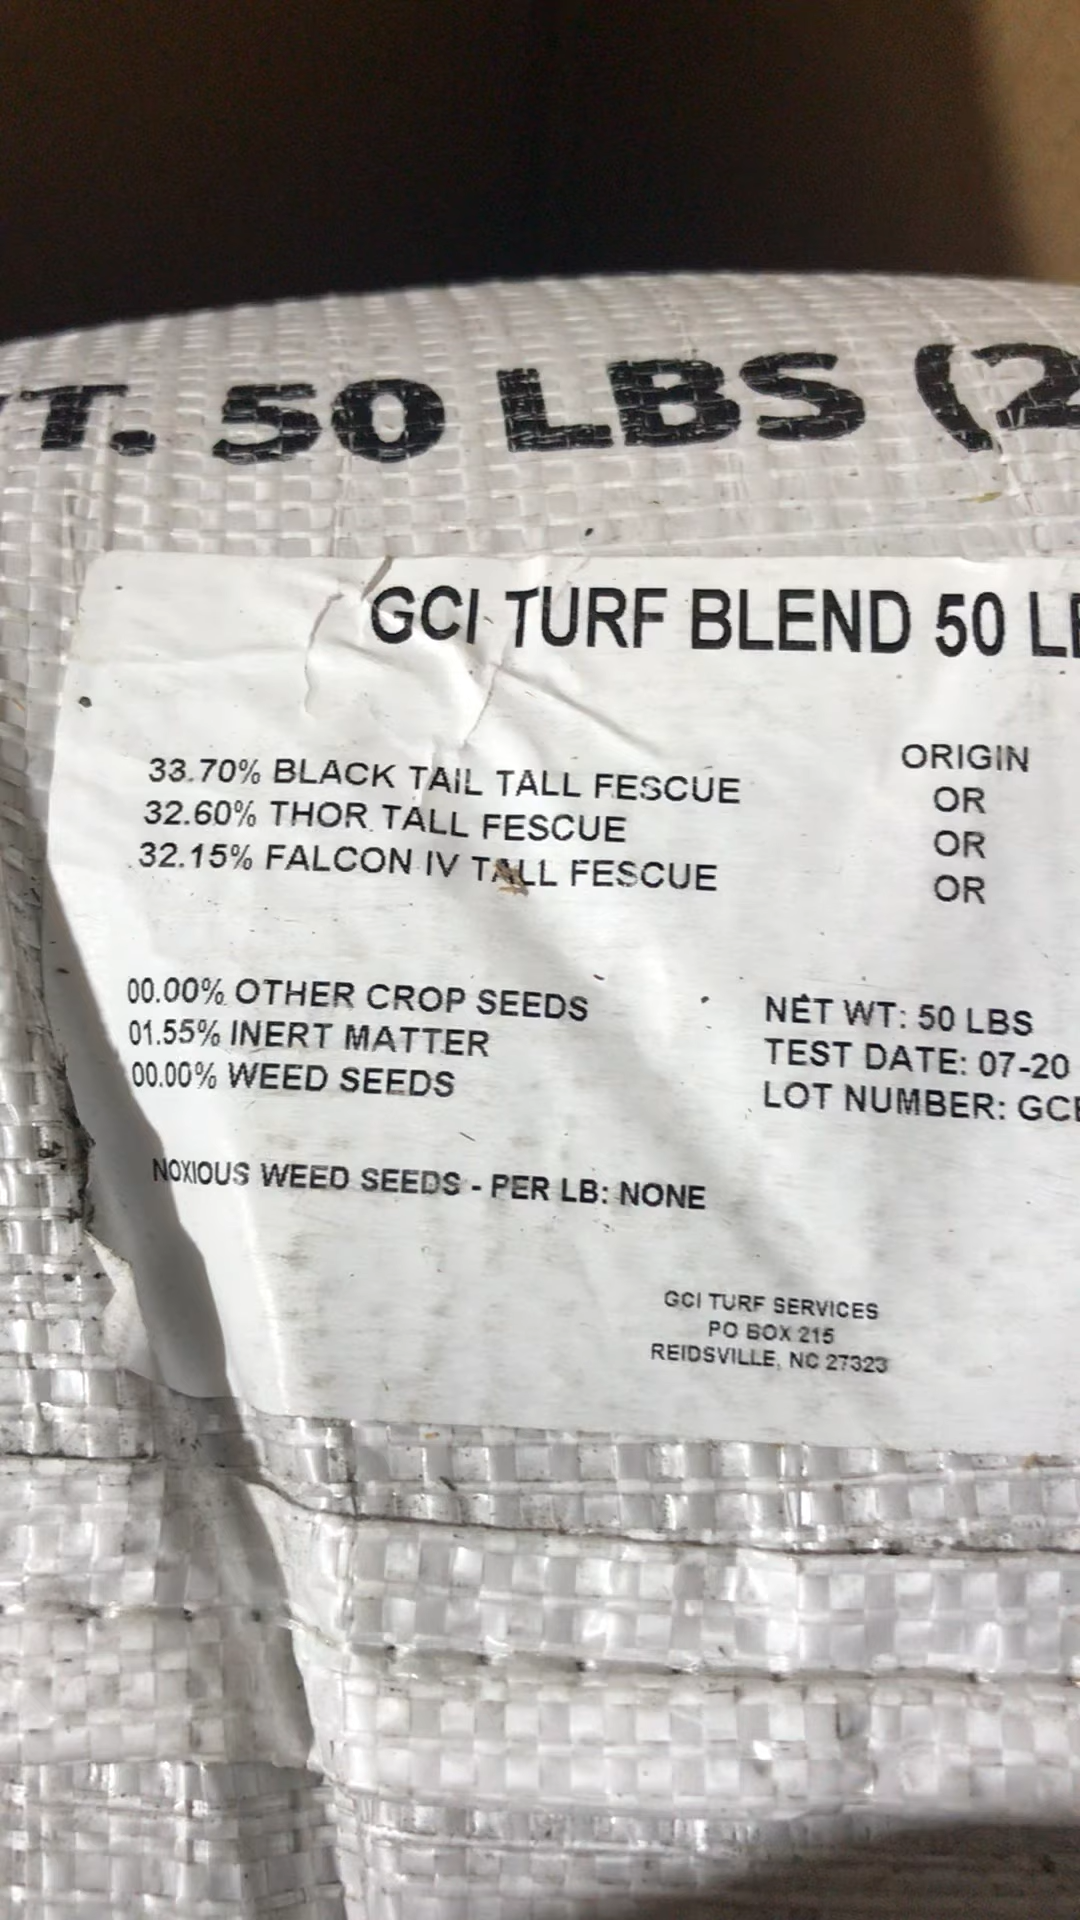 T. 50 LBS (2
GCI TURF BLEND 50 L
ORIGIN
33.70% BLACK TAIL TALL FESCUE OR
32.60% THOR TALL FESCUE OR
32.15% FALCON IV TALL FESCUE OR
00.00% OTHER CROP SEEDS
01.55% INERT MATTER
00.00% WEED SEEDS
NET WT: 50 LBS
TEST DATE: 07-20
LOT NUMBER: GC
NOXIOUS WEED SEEDS - PER LB: NONE
GCI TURF SERVICES
PO BOX 215
REIDSVILLE, NC 27323